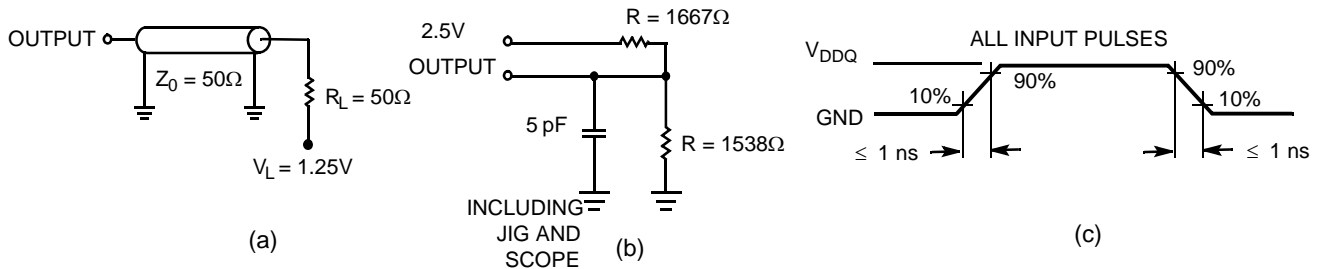 OUTPUT
Z0 = 50Ω
RL = 50Ω
VL = 1.25V
(a)
R = 1667Ω
2.5V
OUTPUT
5 pF
R = 1538Ω
INCLUDING
JIG AND
SCOPE
(b)
ALL INPUT PULSES
VDDQ
GND
10%
90%
90%
10%
≤ 1 ns
≤ 1 ns
(c)